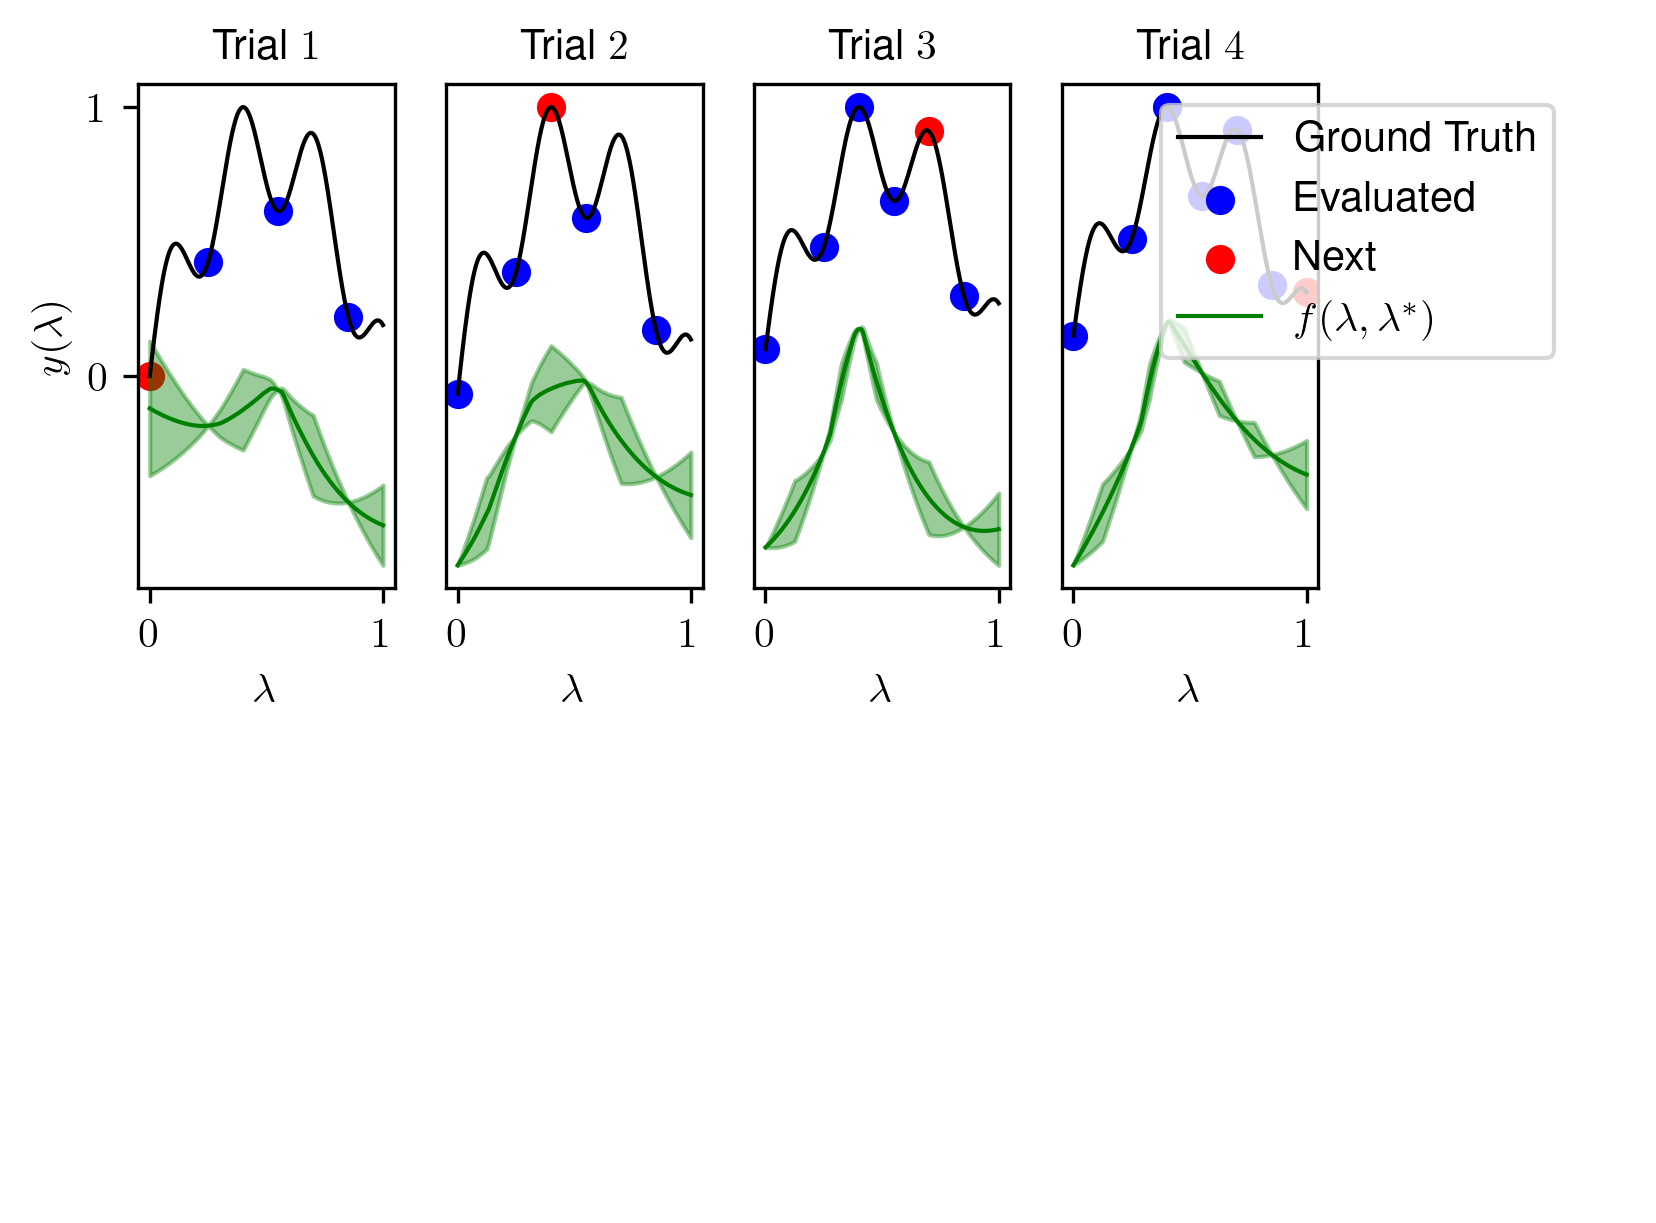 Trial 1
Trial 2
Trial 3
Trial 4
1
0
y(λ)
0 1
0 1
0 1
0 1
λ
λ
λ
λ
Ground Truth
Evaluated
Next
f(λ, λ*)